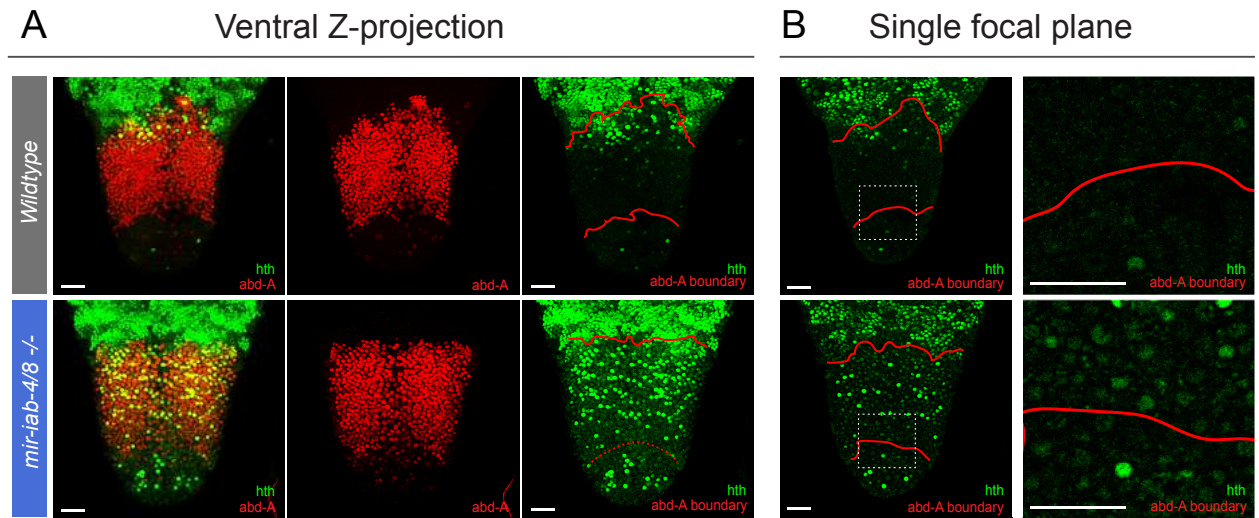 A
Ventral Z-projection
B
Single focal plane
Wildtype
hth
abd-A
abd-A
hth
abd-A boundary
hth
abd-A boundary
hth
abd-A boundary
mir-iab-4/8 -/-
hth
abd-A
abd-A
hth
abd-A boundary
hth
abd-A boundary
hth
abd-A boundary